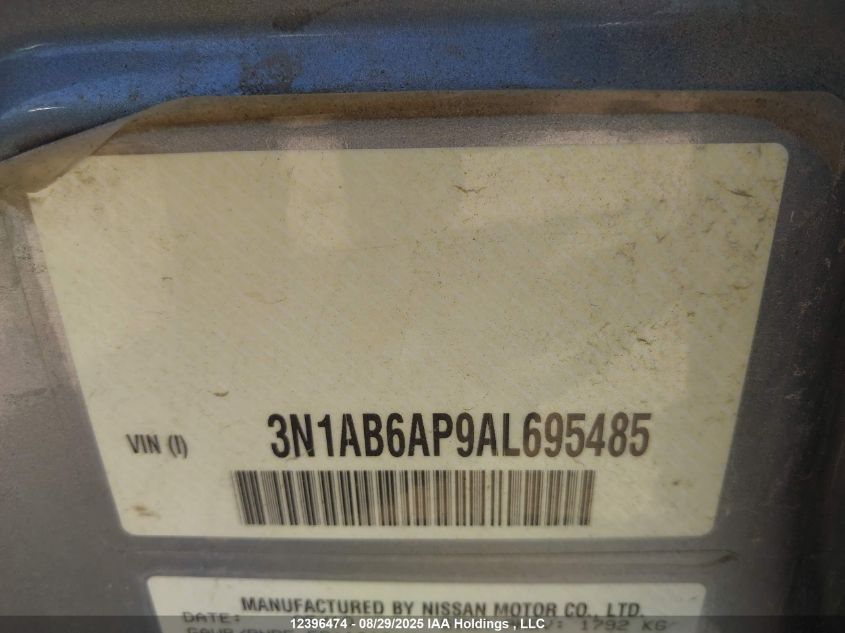 VIN (I) 3N1AB6AP9AL695485
MANUFACTURED BY NISSAN MOTOR CO., LTD.
DATE: 1792 KG
12396474 - 08/29/2025 IAA Holdings , LLC